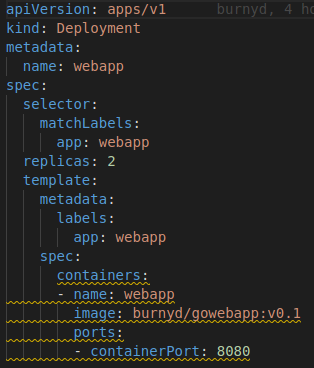 apiVersion: apps/v1 burnyd, 4 ho
kind: Deployment
metadata:
  name: webapp
spec:
  selector:
    matchLabels:
      app: webapp
  replicas: 2
  template:
    metadata:
      labels:
        app: webapp
    spec:
      containers:
      - name: webapp
        image: burnyd/gowebapp:v0.1
        ports:
        - containerPort: 8080